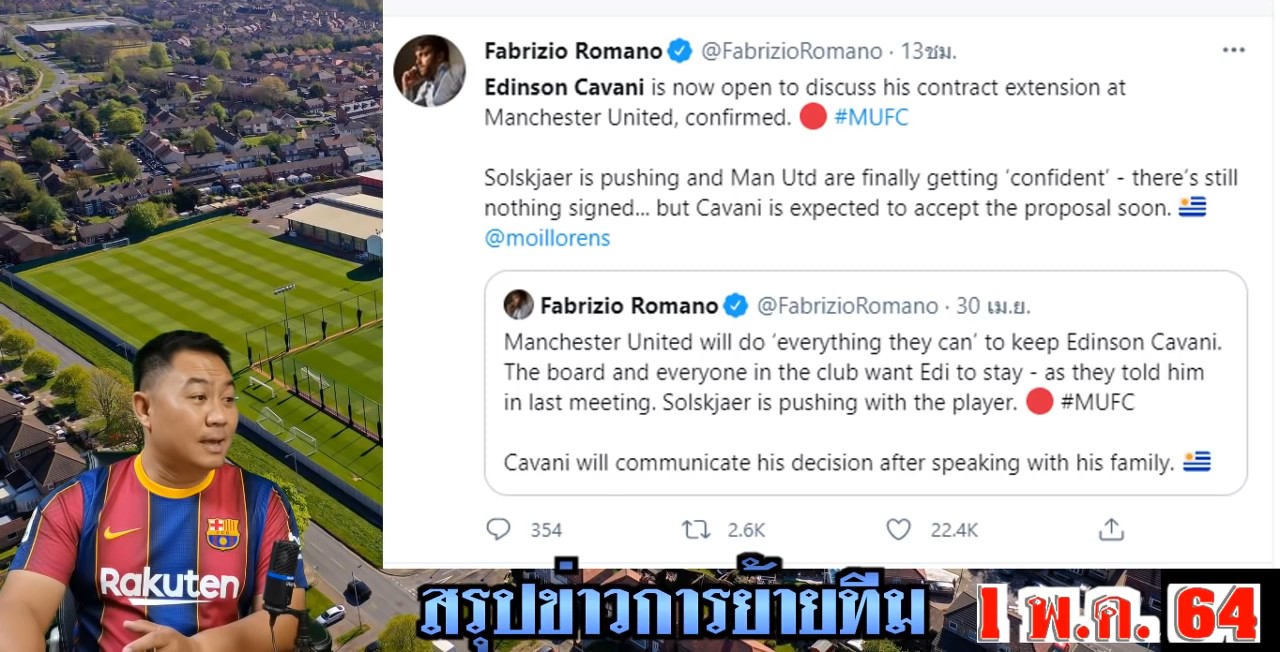 Fabrizio Romano @FabrizioRomano · 13ชม.
Edinson Cavani is now open to discuss his contract extension at
Manchester United, confirmed. 🔴 #MUFC
Solskjaer is pushing and Man Utd are finally getting ‘confident’ - there’s still
nothing signed... but Cavani is expected to accept the proposal soon. 🇺🇾
@moillorens
Fabrizio Romano @FabrizioRomano · 30 เม.ย.
Manchester United will do ‘everything they can’ to keep Edinson Cavani.
The board and everyone in the club want Edi to stay - as they told him
in last meeting. Solskjaer is pushing with the player. 🔴 #MUFC
Cavani will communicate his decision after speaking with his family. 🇺🇾
354 2.6K 22.4K
Rakuten
สรุปข่าวการย้ายทีม 1 พ.ค. 64